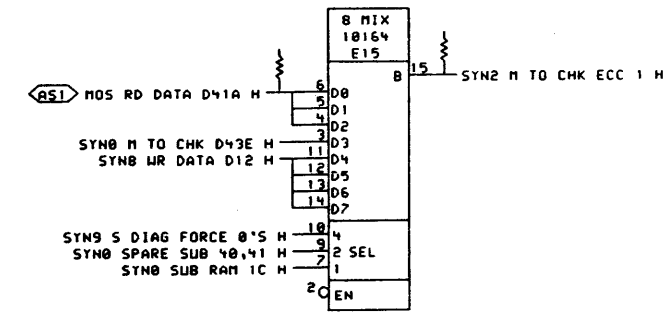 8 MIX
10164
E15
B 15 SYN2 M TO CHK ECC 1 H
AS1 MOS RD DATA D41A H 6 D0
5 D1
4 D2
SYN0 M TO CHK D43E H 3 D3
SYN8 WR DATA D12 H 11 D4
12 D5
13 D6
14 D7
SYN9 S DIAG FORCE 0'S H 10 4
SYN0 SPARE SUB 40,41 H 9 2 SEL
SYN0 SUB RAM 1C H 7 1
2 EN